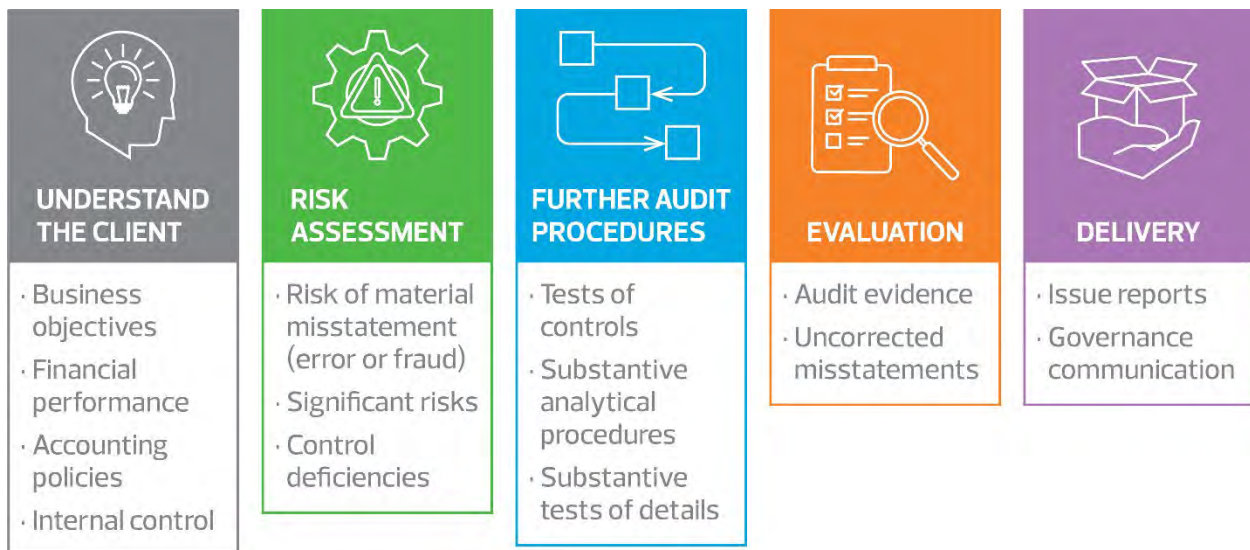 UNDERSTAND
THE CLIENT
· Business
objectives
· Financial
performance
· Accounting
policies
· Internal control
RISK
ASSESSMENT
· Risk of material
misstatement
(error or fraud)
· Significant risks
· Control
deficiencies
FURTHER AUDIT
PROCEDURES
· Tests of
controls
· Substantive
analytical
procedures
· Substantive
tests of details
EVALUATION
· Audit evidence
· Uncorrected
misstatements
DELIVERY
· Issue reports
· Governance
communication